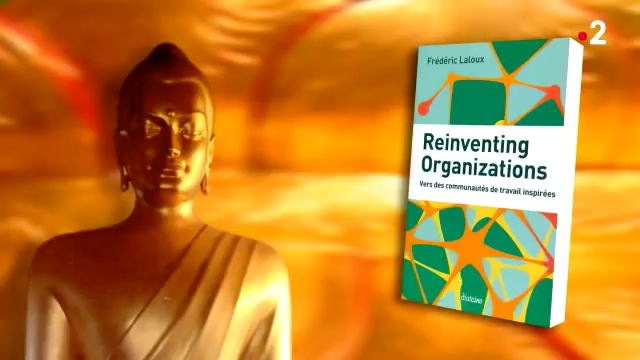 2
Frédéric Laloux
Reinventing
Organizations
Vers des communautés de travail inspirées
diateino